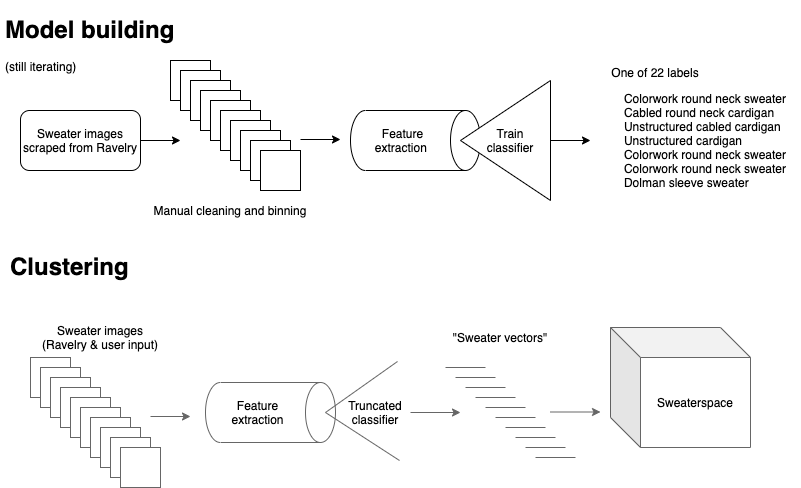 Model building
(still iterating)
Sweater images
scraped from Ravelry
Manual cleaning and binning
Feature
extraction
Train
classifier
One of 22 labels
Colorwork round neck sweater
Cabled round neck cardigan
Unstructured cabled cardigan
Unstructured cardigan
Colorwork round neck sweater
Colorwork round neck sweater
Dolman sleeve sweater
Clustering
Sweater images
(Ravelry & user input)
Feature
extraction
Truncated
classifier
"Sweater vectors"
Sweaterspace